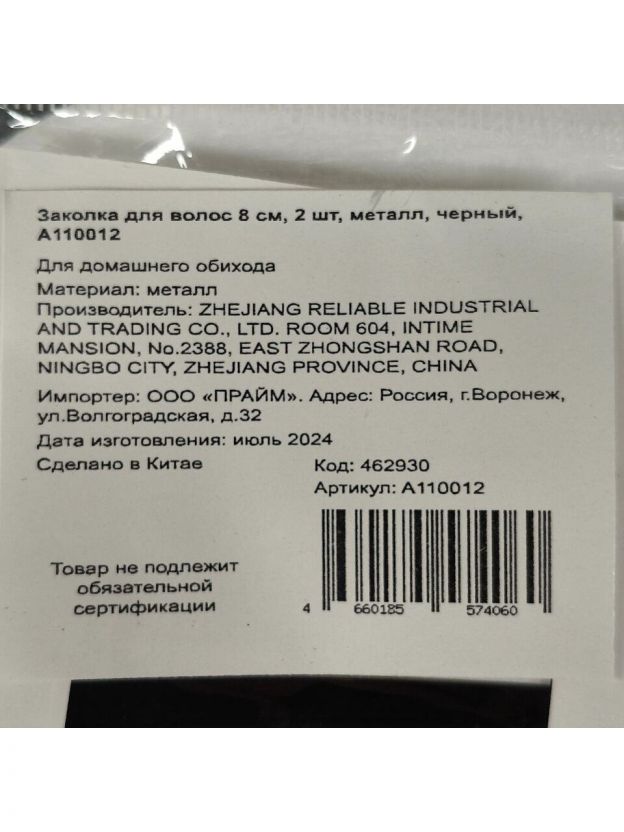 Заколка для волос 8 см, 2 шт, металл, черный,
А110012
Для домашнего обихода
Материал: металл
Производитель: ZHEJIANG RELIABLE INDUSTRIAL
AND TRADING CO., LTD. ROOM 604, INTIME
MANSION, No.2388, EAST ZHONGSHAN ROAD,
NINGBO CITY, ZHEJIANG PROVINCE, CHINA
Импортер: ООО «ПРАЙМ». Адрес: Россия, г.Воронеж,
ул.Волгоградская, д.32
Дата изготовления: июль 2024
Сделано в Китае
Код: 462930
Артикул: А110012
Товар не подлежит
обязательной
сертификации
4 660185 574060